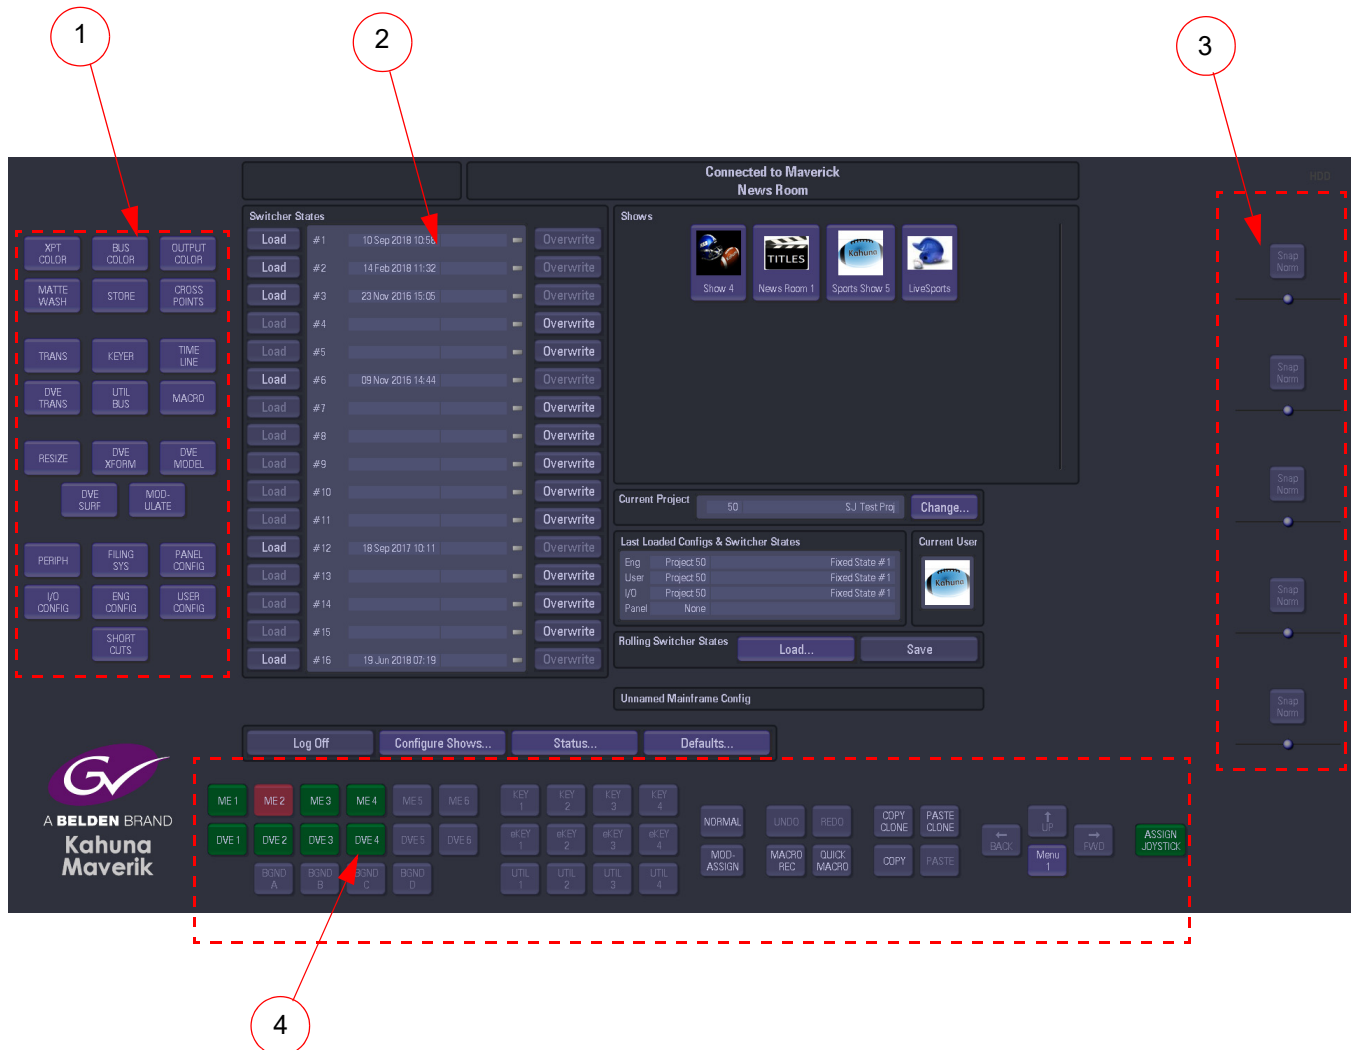 1
2
3
Connected to Maverick
News Room
HDD
XPT COLOR
BUS COLOR
OUTPUT COLOR
MATTE WASH
STORE
CROSS POINTS
TRANS
KEYER
TIME LINE
DVE TRANS
UTIL BUS
MACRO
RESIZE
DVE XFORM
DVE MODEL
DVE SURF
MOD- ULATE
PERIPH
FILING SYS
PANEL CONFIG
I/O CONFIG
ENG CONFIG
USER CONFIG
SHORT CUTS
Switcher States
Load #1 10 Sep 2018 10:56 Overwrite
Load #2 14 Feb 2018 11:32 Overwrite
Load #3 23 Nov 2016 15:05 Overwrite
Load #4 Overwrite
Load #5 Overwrite
Load #6 09 Nov 2016 14:44 Overwrite
Load #7 Overwrite
Load #8 Overwrite
Load #9 Overwrite
Load #10 Overwrite
Load #11 Overwrite
Load #12 18 Sep 2017 10:11 Overwrite
Load #13 Overwrite
Load #14 Overwrite
Load #15 Overwrite
Load #16 19 Jun 2018 07:19 Overwrite
Shows
TITLES
Kahuna
Show 4
News Room 1
Sports Show 5
LiveSports
Current Project 50 SJ Test Proj Change...
Last Loaded Configs & Switcher States
Eng Project 50 Fixed State #1
User Project 50 Fixed State #1
I/O Project 50 Fixed State #1
Panel None
Current User
Kahuna
Rolling Switcher States Load... Save
Unnamed Mainframe Config
Snap Norm
Snap Norm
Snap Norm
Snap Norm
Snap Norm
Log Off
Configure Shows...
Status...
Defaults...
GV
A BELDEN BRAND
Kahuna
Maverik
ME 1
ME 2
ME 3
ME 4
ME 5
ME 6
DVE 1
DVE 2
DVE 3
DVE 4
DVE 5
DVE 6
BGND A
BGND B
BGND C
BGND D
KEY 1
KEY 2
KEY 3
KEY 4
eKEY 1
eKEY 2
eKEY 3
eKEY 4
UTIL 1
UTIL 2
UTIL 3
UTIL 4
NORMAL
UNDO
REDO
COPY CLONE
PASTE CLONE
MOD- ASSIGN
MACRO REC
QUICK MACRO
COPY
PASTE
BACK
UP
FWD
Menu 1
ASSIGN JOYSTICK
4